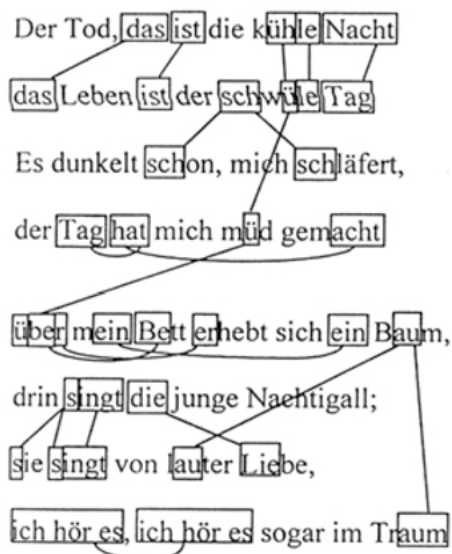 Der Tod, das ist die kühle Nacht
das Leben ist der schwüle Tag
Es dunkelt schon, mich schläfert,
der Tag hat mich müd gemacht
über mein Bett erhebt sich ein Baum,
drin singt die junge Nachtigall;
sie singt von lauter Liebe,
ich hör es, ich hör es sogar im Traum